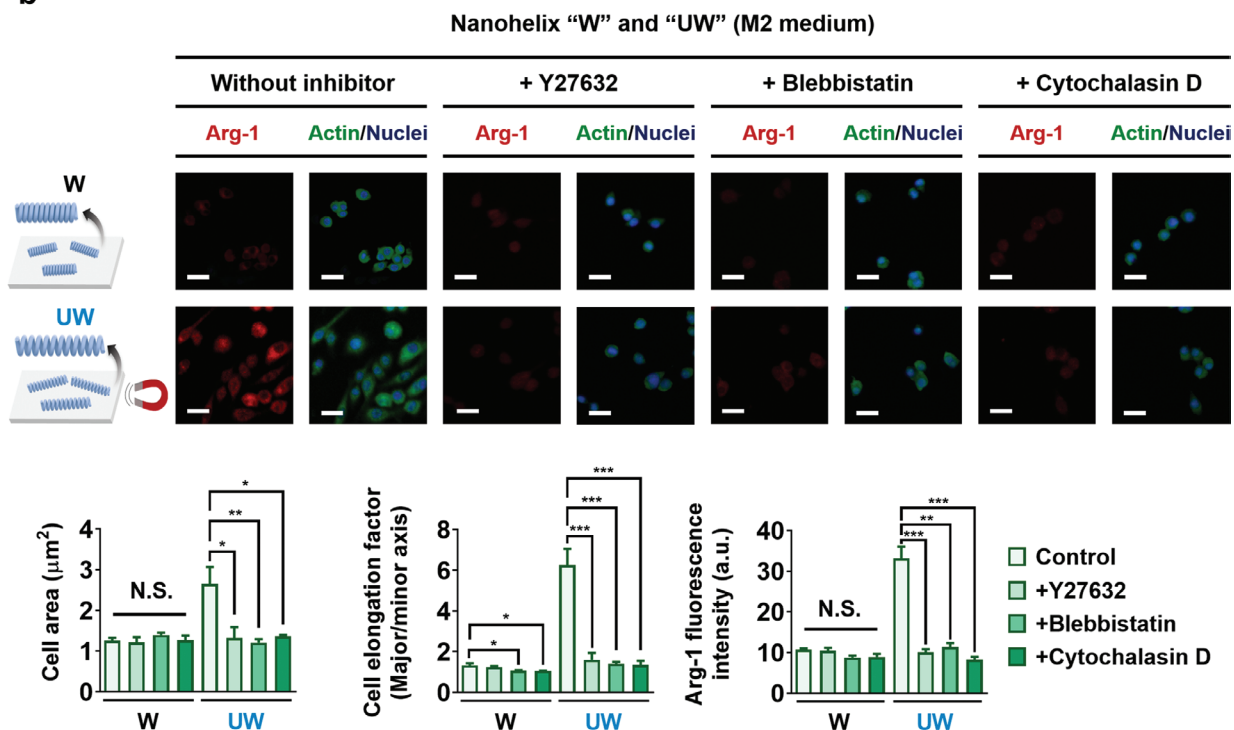 b
Nanohelix “W” and “UW” (M2 medium)
Without inhibitor
+ Y27632
+ Blebbistatin
+ Cytochalasin D
Arg-1
Actin/Nuclei
Arg-1
Actin/Nuclei
Arg-1
Actin/Nuclei
Arg-1
Actin/Nuclei
W
UW
Cell area (μm²)
4
3
2
1
0
N.S.
*
**
*
W
UW
Cell elongation factor
(Major/minor axis)
8
6
4
2
0
*
*
***
***
***
W
UW
Arg-1 fluorescence
intensity (a.u.)
40
30
20
10
0
N.S.
***
**
***
W
UW
Control
+Y27632
+Blebbistatin
+Cytochalasin D